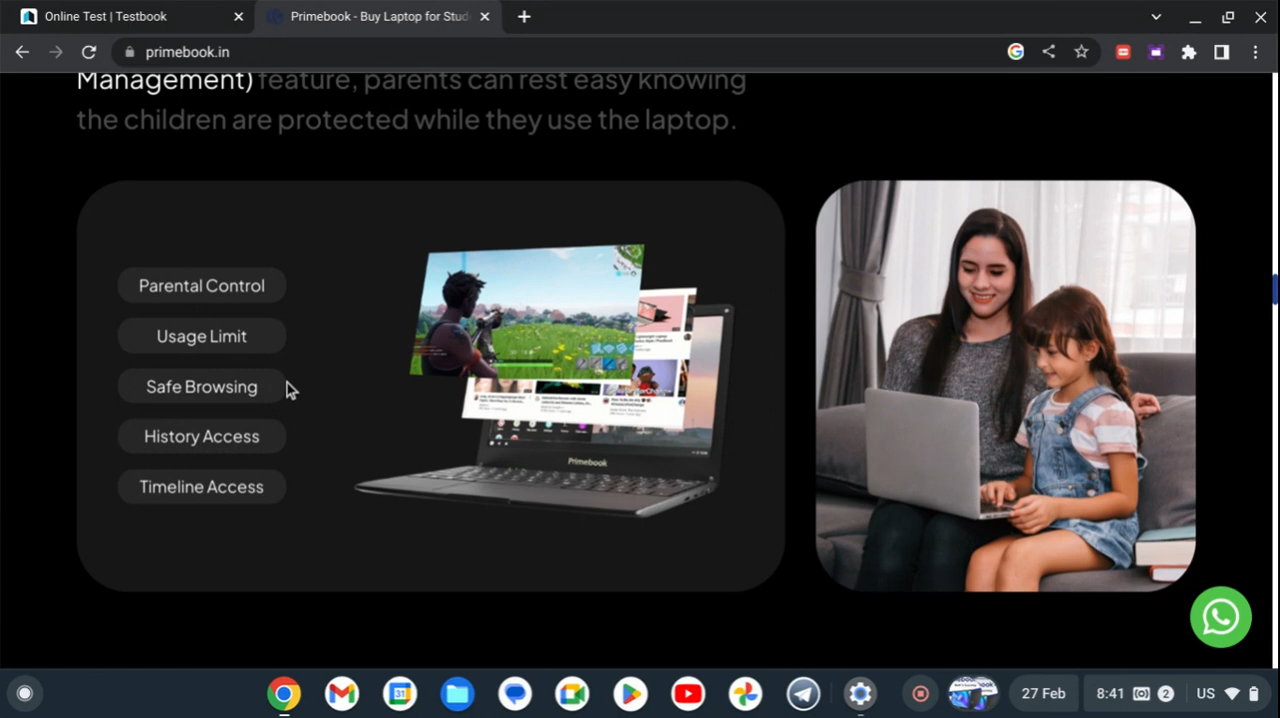 Online Test | Testbook
Primebook - Buy Laptop for Stud
primebook.in
Management) feature, parents can rest easy knowing
the children are protected while they use the laptop.
Parental Control
Usage Limit
Safe Browsing
History Access
Timeline Access
Primebook
27 Feb
8:41
2
US